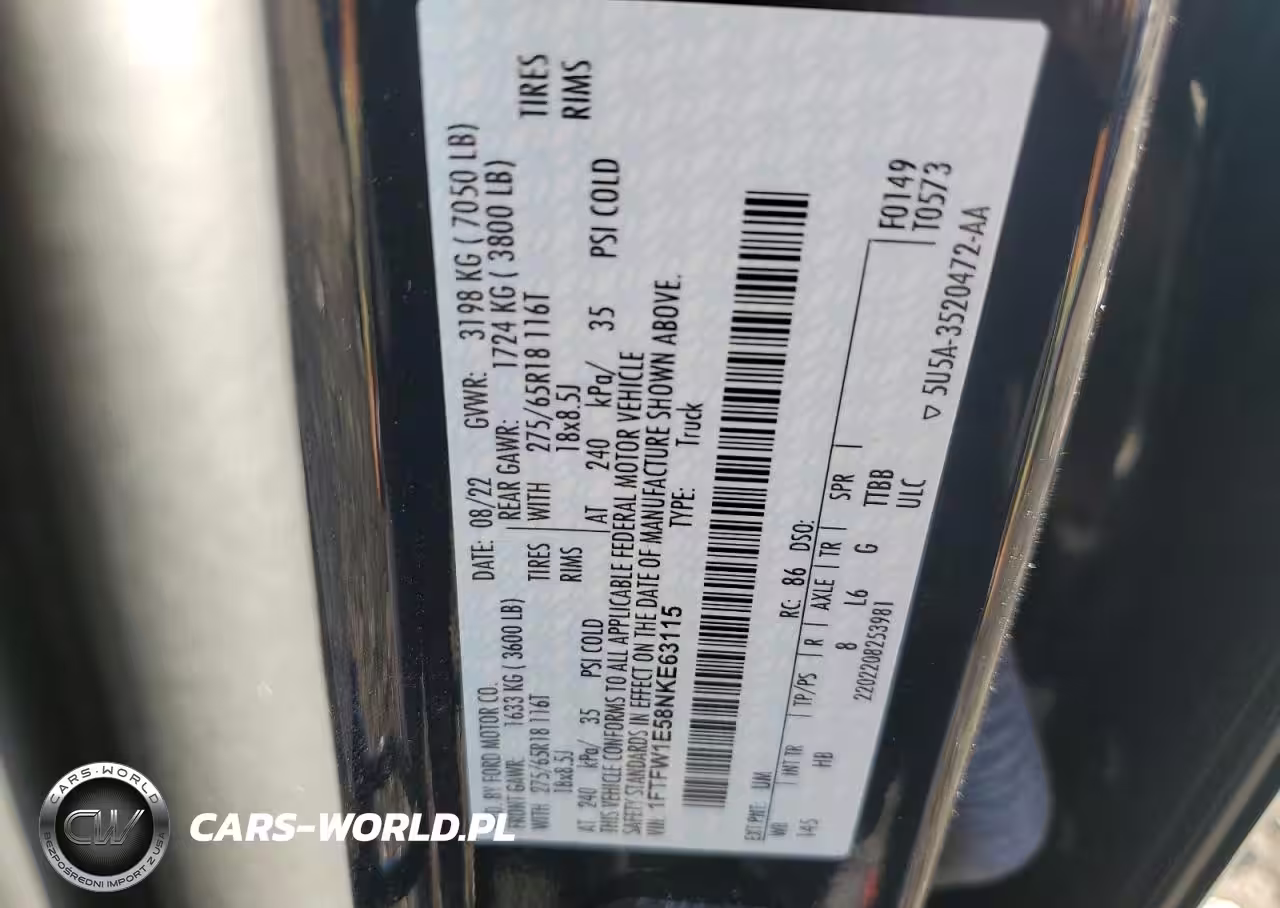 MFD. BY FORD MOTOR CO. DATE: 08/22 GVWR: 3198 KG ( 7050 LB)
FRONT GAWR: 1633 KG ( 3600 LB) REAR GAWR: 1724 KG ( 3800 LB)
WITH 275/65R18 116T TIRES WITH 275/65R18 116T TIRES
18x8.5J RIMS 18x8.5J RIMS
AT 240 kPa/ 35 PSI COLD AT 240 kPa/ 35 PSI COLD
THIS VEHICLE CONFORMS TO ALL APPLICABLE FEDERAL MOTOR VEHICLE
SAFETY STANDARDS IN EFFECT ON THE DATE OF MANUFACTURE SHOWN ABOVE.
VIN: 1FTFW1E58NKE63115 TYPE: Truck
EXT PNT: UM RC: 86 DSO:
WB INT TR TP/PS R AXLE TR SPR F0149
145 HB 8 L6 G TTBB T0573
ULC
2202208253981 ▽ 5U5A-3520472-AA
CARS-WORLD
CW
BEZPOŚREDNI IMPORT Z USA
CARS-WORLD.PL